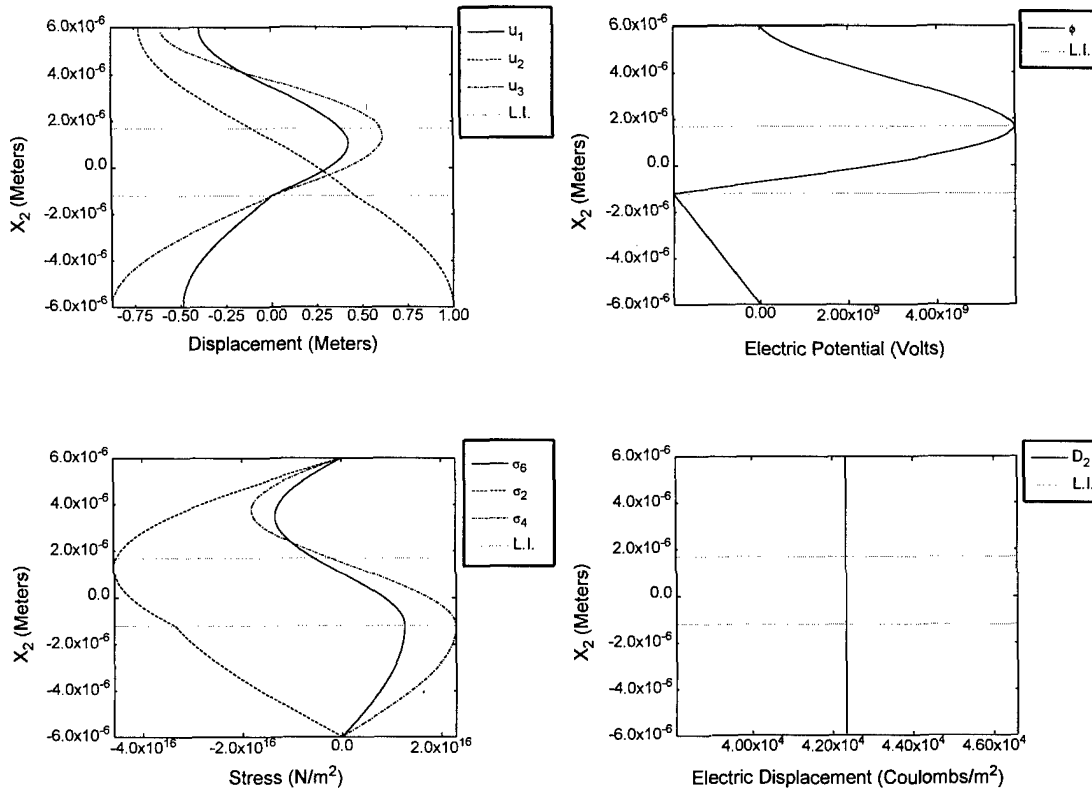 6.0x10⁻⁶
4.0x10⁻⁶
2.0x10⁻⁶
0.0
-2.0x10⁻⁶
-4.0x10⁻⁶
-6.0x10⁻⁶
X₂ (Meters)
-0.75 -0.50 -0.25 0.00 0.25 0.50 0.75 1.00
Displacement (Meters)
u₁
u₂
u₃
L.I.
6.0x10⁻⁶
4.0x10⁻⁶
2.0x10⁻⁶
0.0
-2.0x10⁻⁶
-4.0x10⁻⁶
-6.0x10⁻⁶
X₂ (Meters)
0.00 2.00x10⁹ 4.00x10⁹
Electric Potential (Volts)
ϕ
L.I.
6.0x10⁻⁶
4.0x10⁻⁶
2.0x10⁻⁶
0.0
-2.0x10⁻⁶
-4.0x10⁻⁶
-6.0x10⁻⁶
X₂ (Meters)
-4.0x10¹⁶ -2.0x10¹⁶ 0.0 2.0x10¹⁶
Stress (N/m²)
σ₆
σ₂
σ₄
L.I.
6.0x10⁻⁶
4.0x10⁻⁶
2.0x10⁻⁶
0.0
-2.0x10⁻⁶
-4.0x10⁻⁶
-6.0x10⁻⁶
X₂ (Meters)
4.00x10⁴ 4.20x10⁴ 4.40x10⁴ 4.60x10⁴
Electric Displacement (Coulombs/m²)
D₂
L.I.